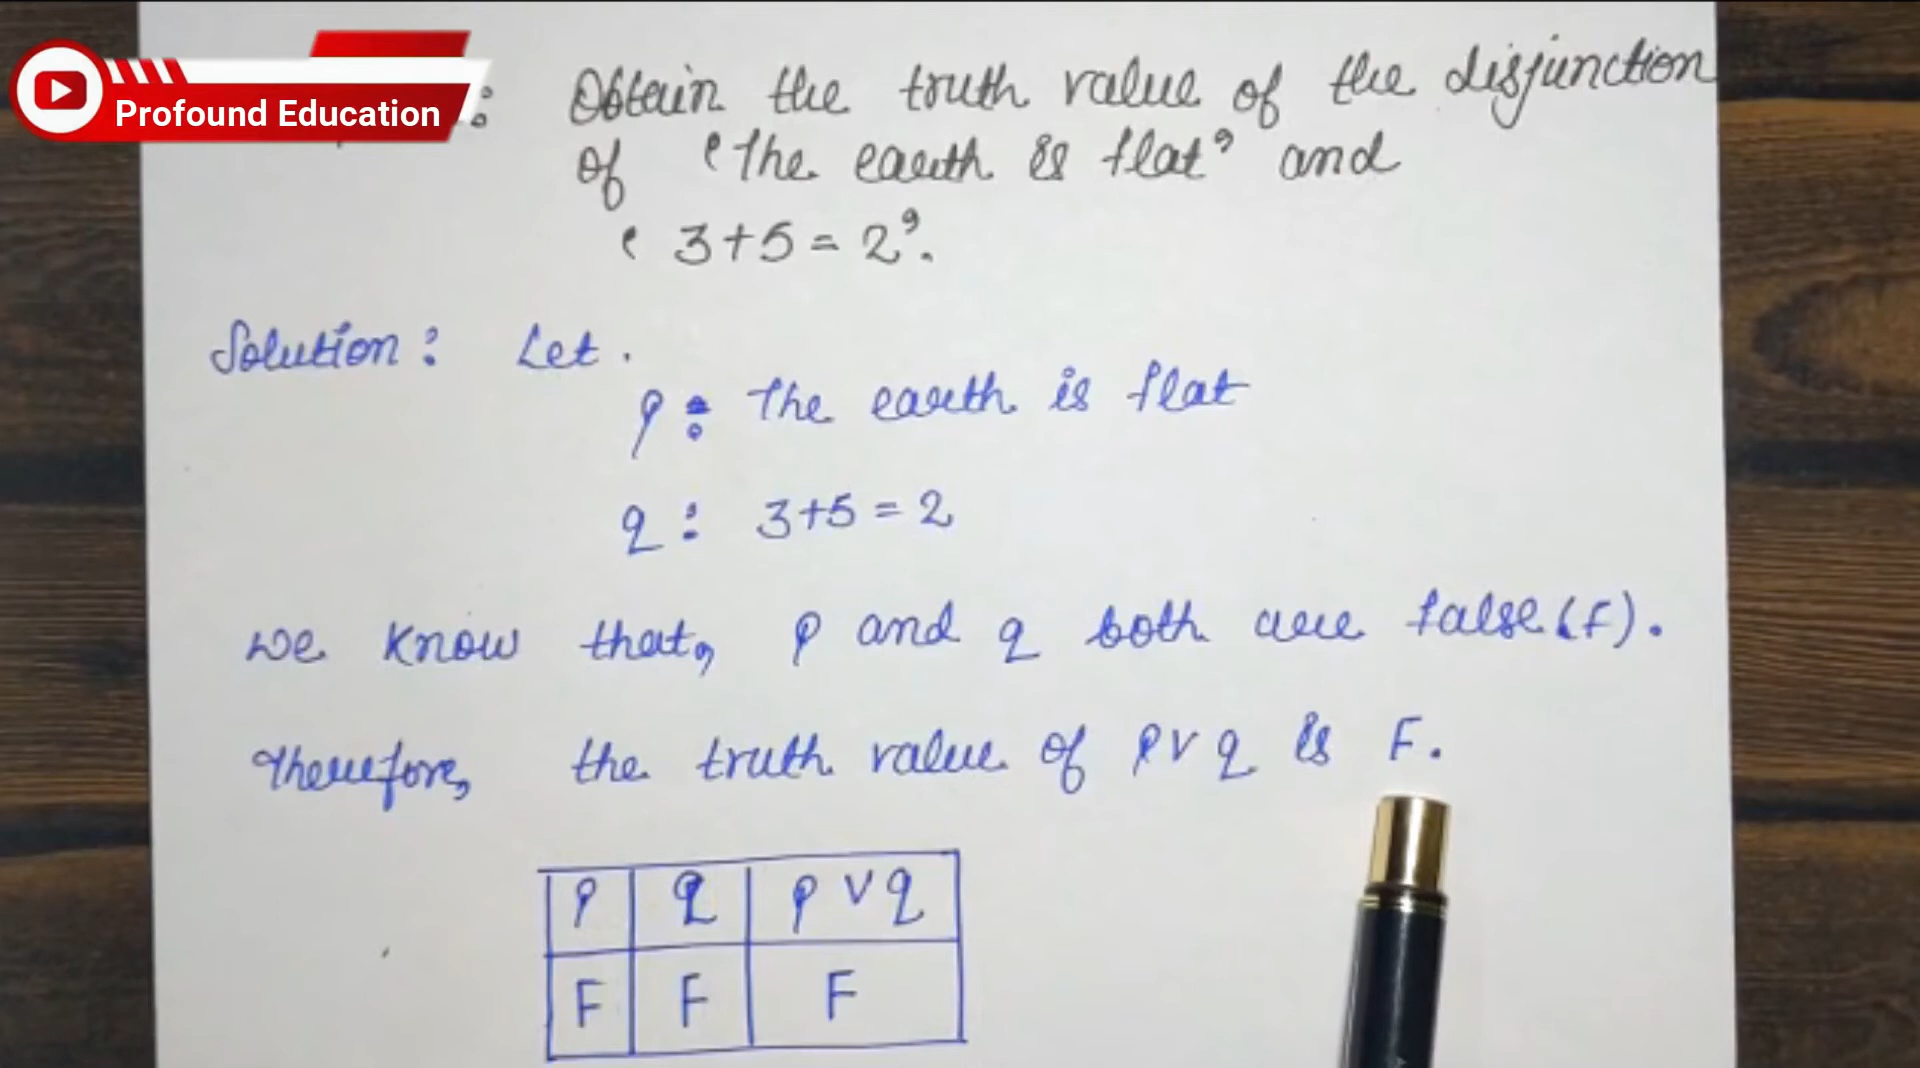 Profound Education
: Obtain the truth value of the disjunction
of 'the earth is flat' and
'3+5=2'.
Solution: Let.
p: The earth is flat
q: 3+5=2
we know that, p and q both are false(F).
Therefore, the truth value of p∨q is F.
p q p∨q
F F F